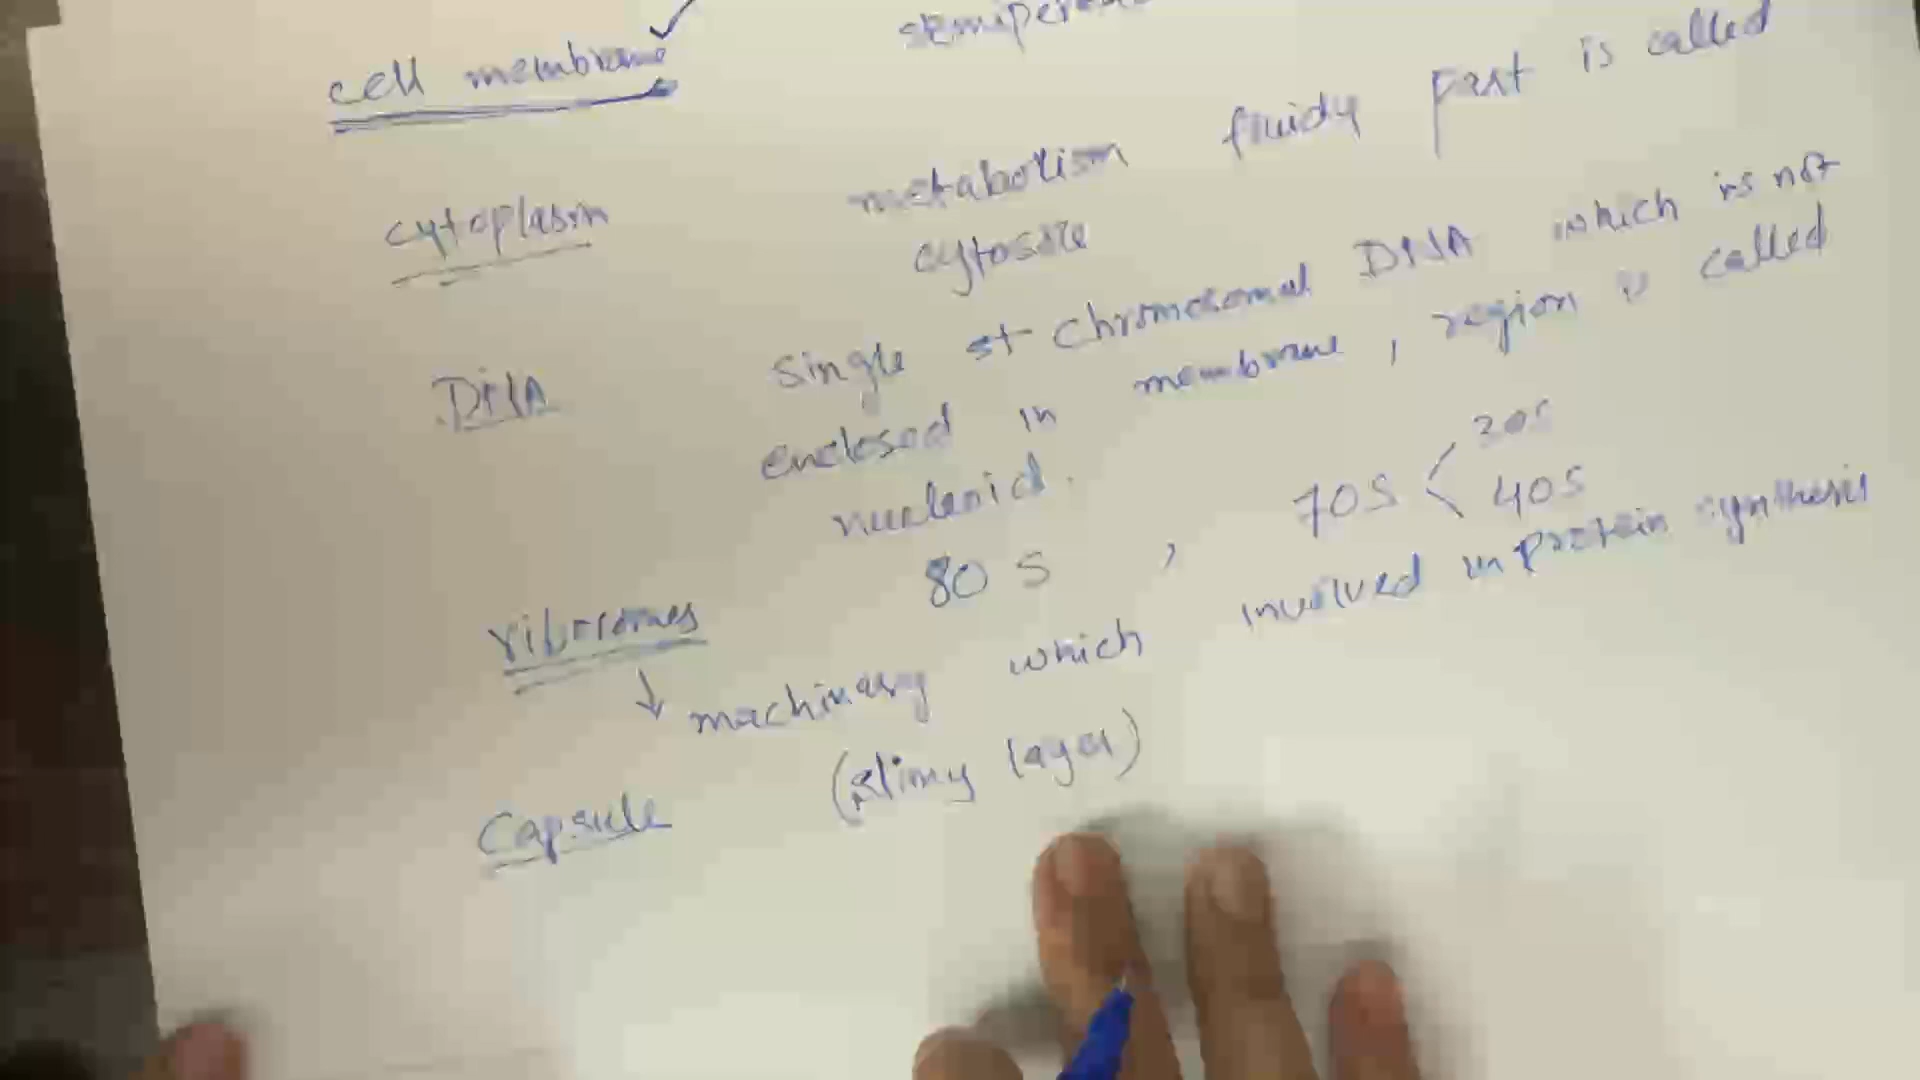 cell membrane
cytoplasm metabolism fluidy part is called
cytosole
DNA single st chromosomal DNA which is not
enclosed in membrane, region is called
nucleoid.
ribosomes 80 S , 70S < 30S
40S
↓ machinary which involved in protein synthesis
Capsule (slimy layer)